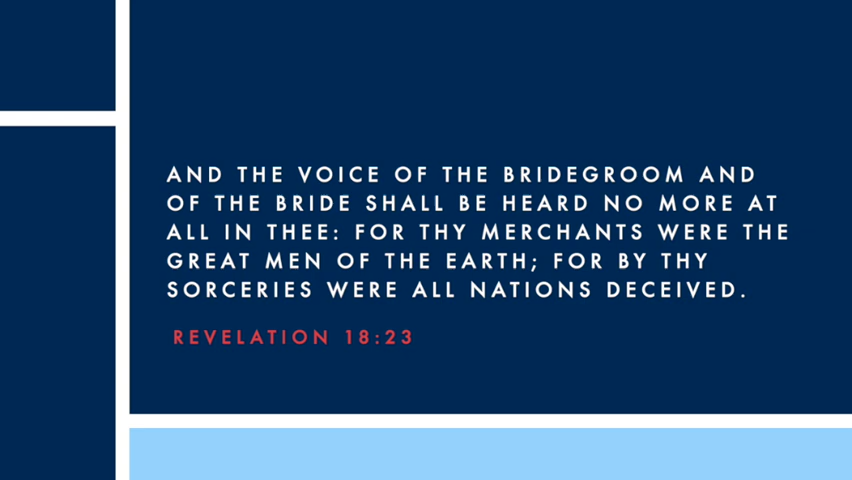 AND THE VOICE OF THE BRIDEGROOM AND
OF THE BRIDE SHALL BE HEARD NO MORE AT
ALL IN THEE: FOR THY MERCHANTS WERE THE
GREAT MEN OF THE EARTH; FOR BY THY
SORCERIES WERE ALL NATIONS DECEIVED.
REVELATION 18:23